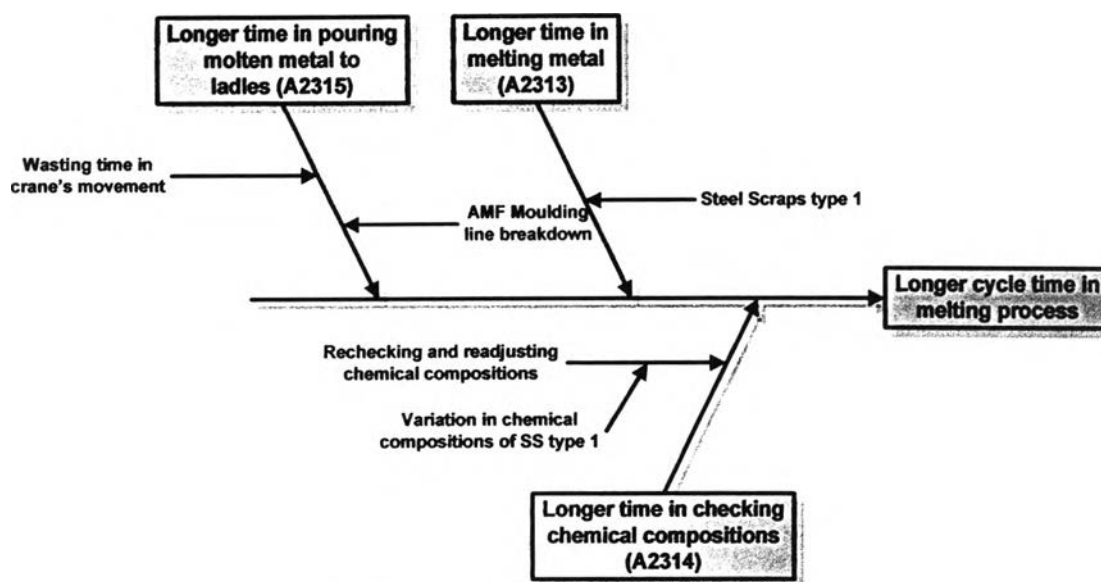 Longer time in pouring
molten metal to
ladles (A2315)
Longer time in
melting metal
(A2313)
Wasting time in
crane's movement
AMF Moulding
line breakdown
Steel Scraps type 1
Longer cycle time in
melting process
Rechecking and readjusting
chemical compositions
Variation in chemical
compositions of SS type 1
Longer time in checking
chemical compositions
(A2314)